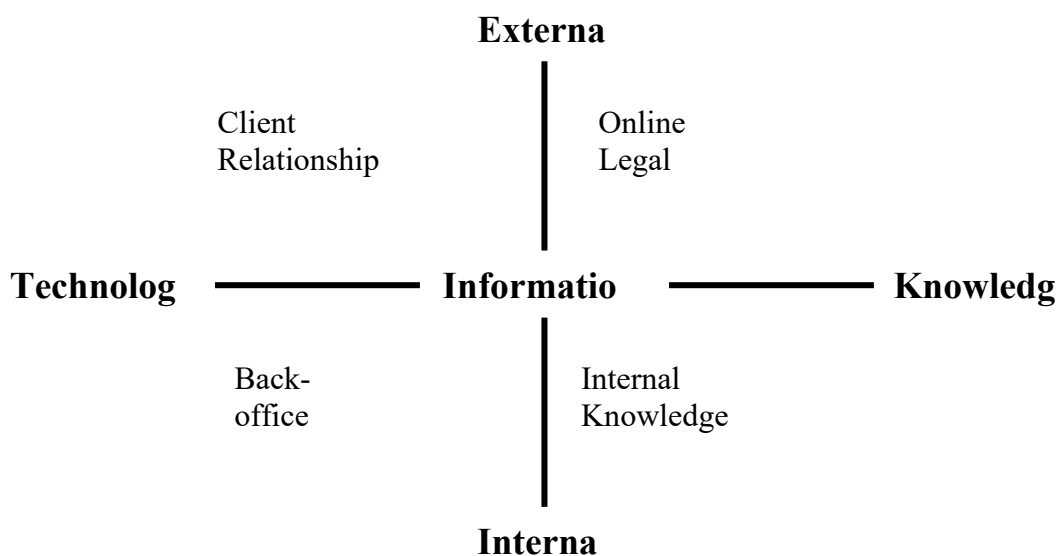 Externa
Client
Relationship
Online
Legal
Technolog
Informatio
Knowledg
Back-
office
Internal
Knowledge
Interna